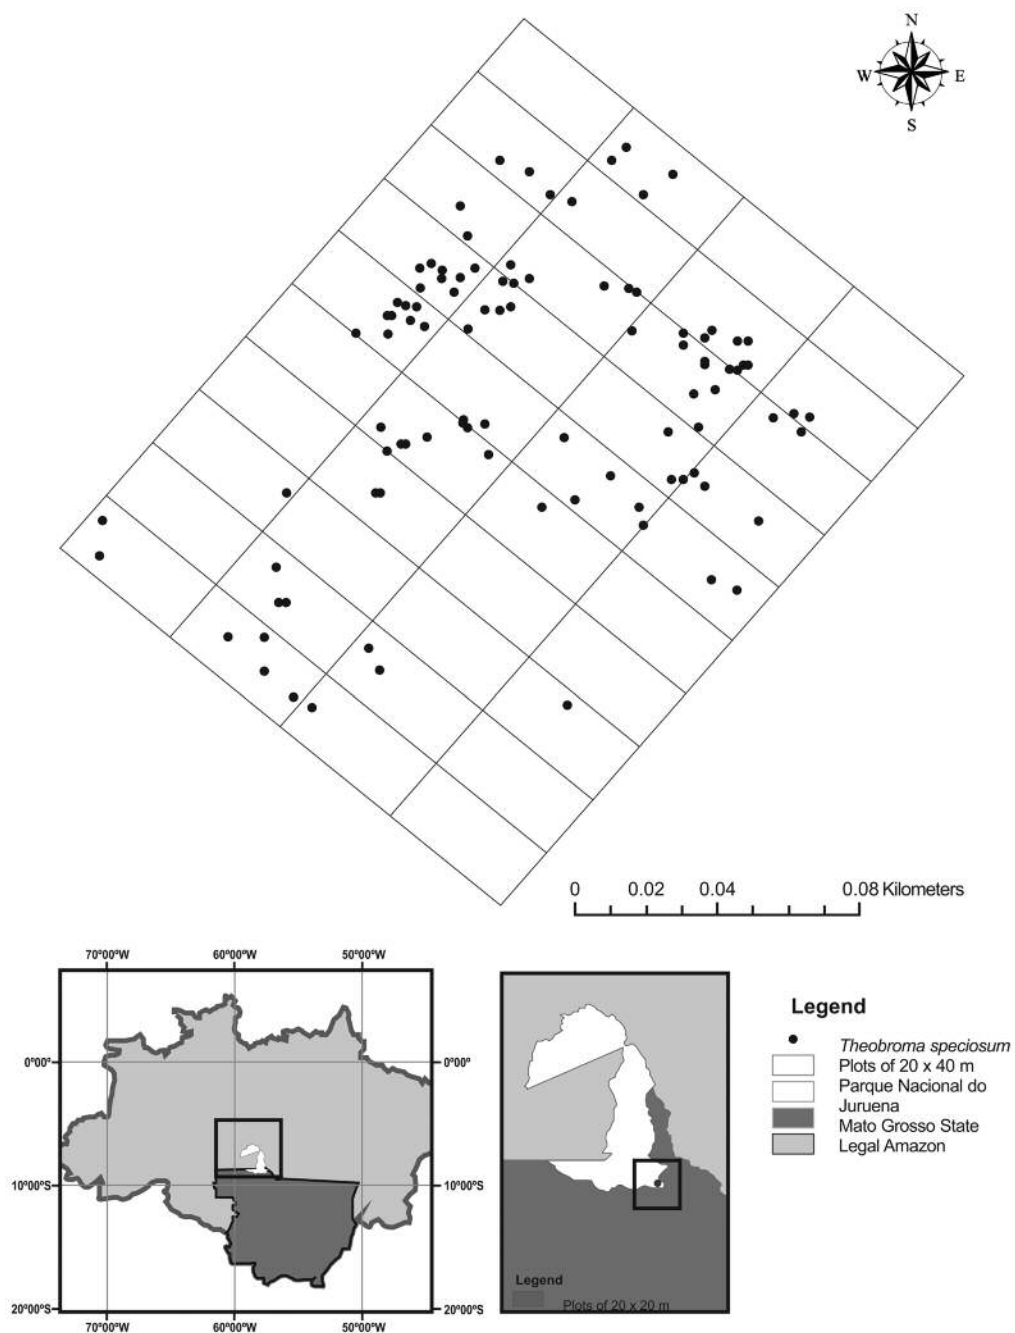 N
W E
S
0 0.02 0.04 0.08 Kilometers
70°00'W 60°00'W 50°00'W
0°00'S 0°00'S
10°00'S 10°00'S
20°00'S 20°00'S
70°00'W 60°00'W 50°00'W
Legend
Plots of 20 x 20 m
Legend
Theobroma speciosum
Plots of 20 x 40 m
Parque Nacional do
Juruena
Mato Grosso State
Legal Amazon